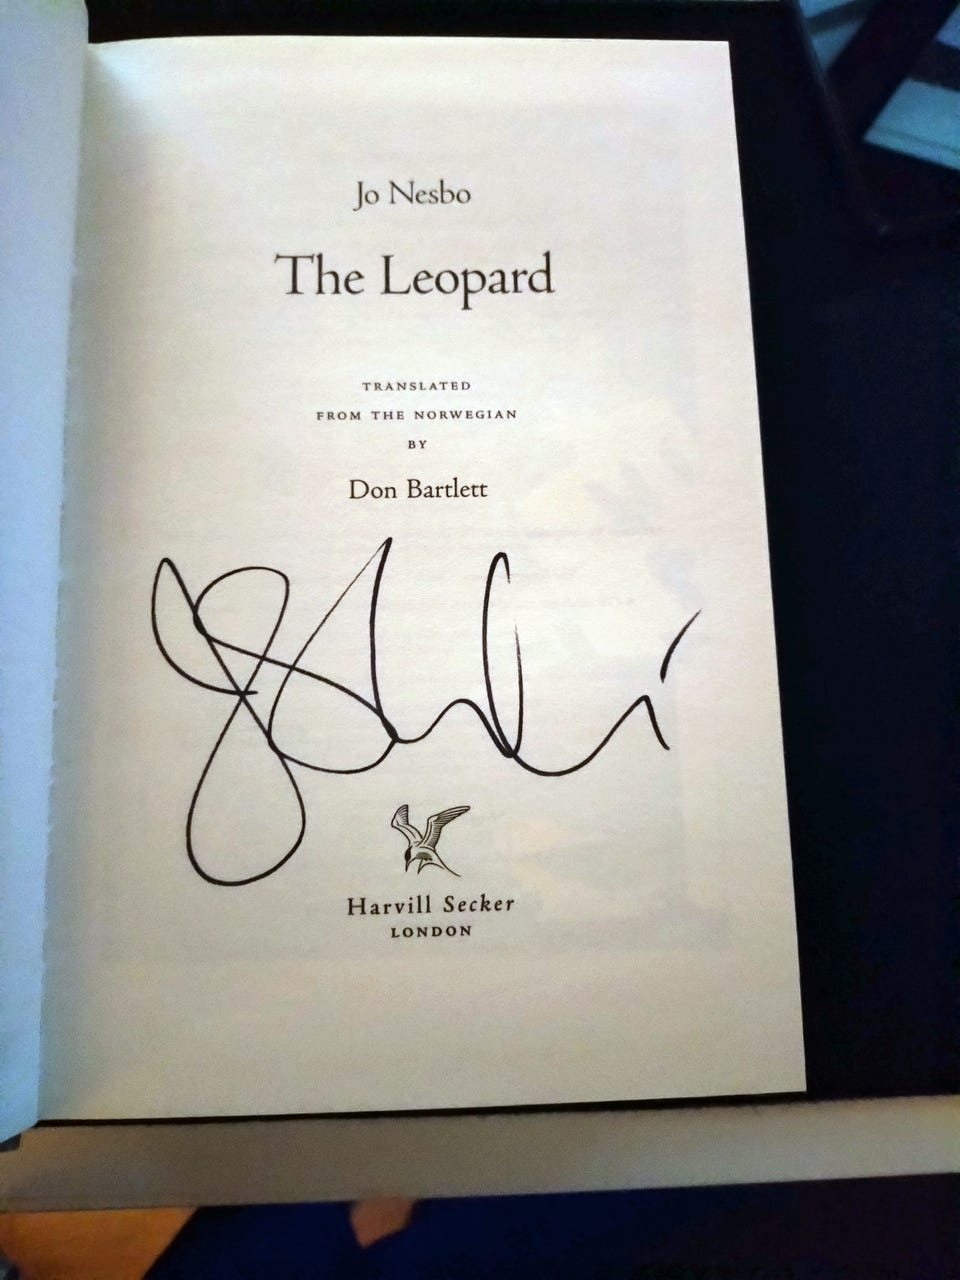 Jo Nesbo
The Leopard
TRANSLATED
FROM THE NORWEGIAN
BY
Don Bartlett
Harvill Secker
LONDON